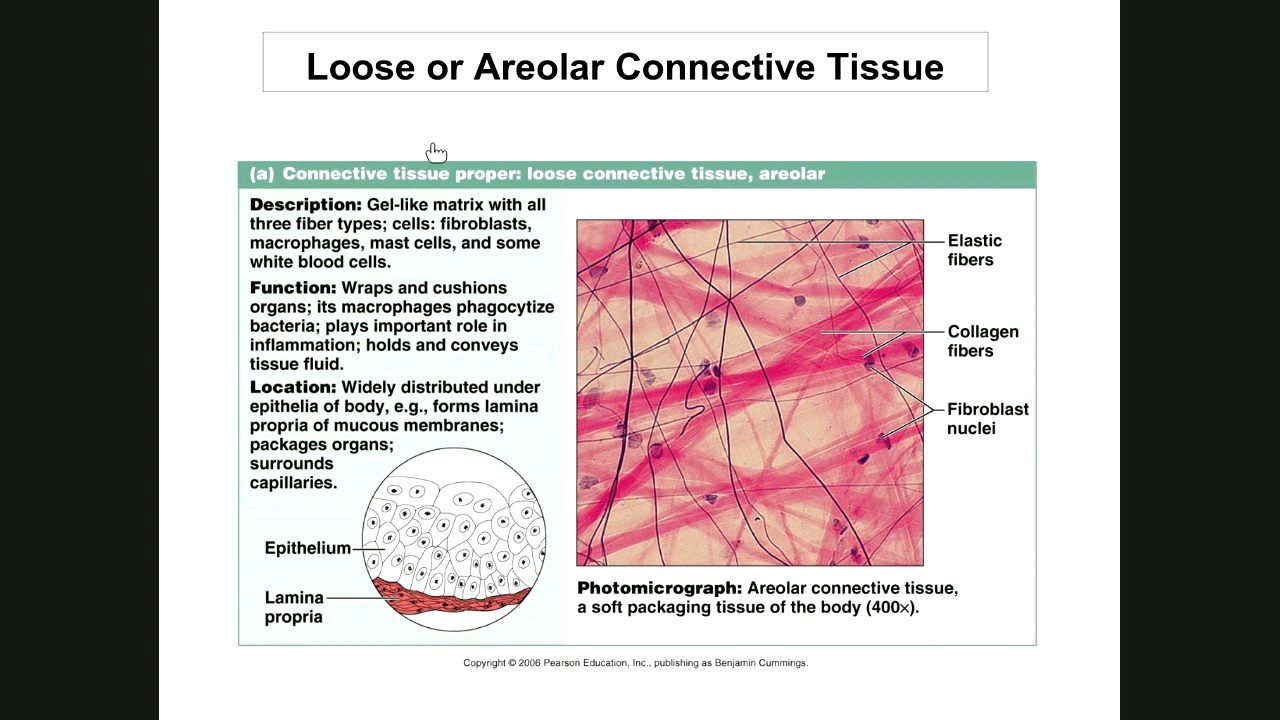 Loose or Areolar Connective Tissue
(a) Connective tissue proper: loose connective tissue, areolar
Description: Gel-like matrix with all
three fiber types; cells: fibroblasts,
macrophages, mast cells, and some
white blood cells.
Function: Wraps and cushions
organs; its macrophages phagocytize
bacteria; plays important role in
inflammation; holds and conveys
tissue fluid.
Location: Widely distributed under
epithelia of body, e.g., forms lamina
propria of mucous membranes;
packages organs;
surrounds
capillaries.
Epithelium
Lamina
propria
Elastic
fibers
Collagen
fibers
Fibroblast
nuclei
Photomicrograph: Areolar connective tissue,
a soft packaging tissue of the body (400×).
Copyright © 2006 Pearson Education, Inc., publishing as Benjamin Cummings.